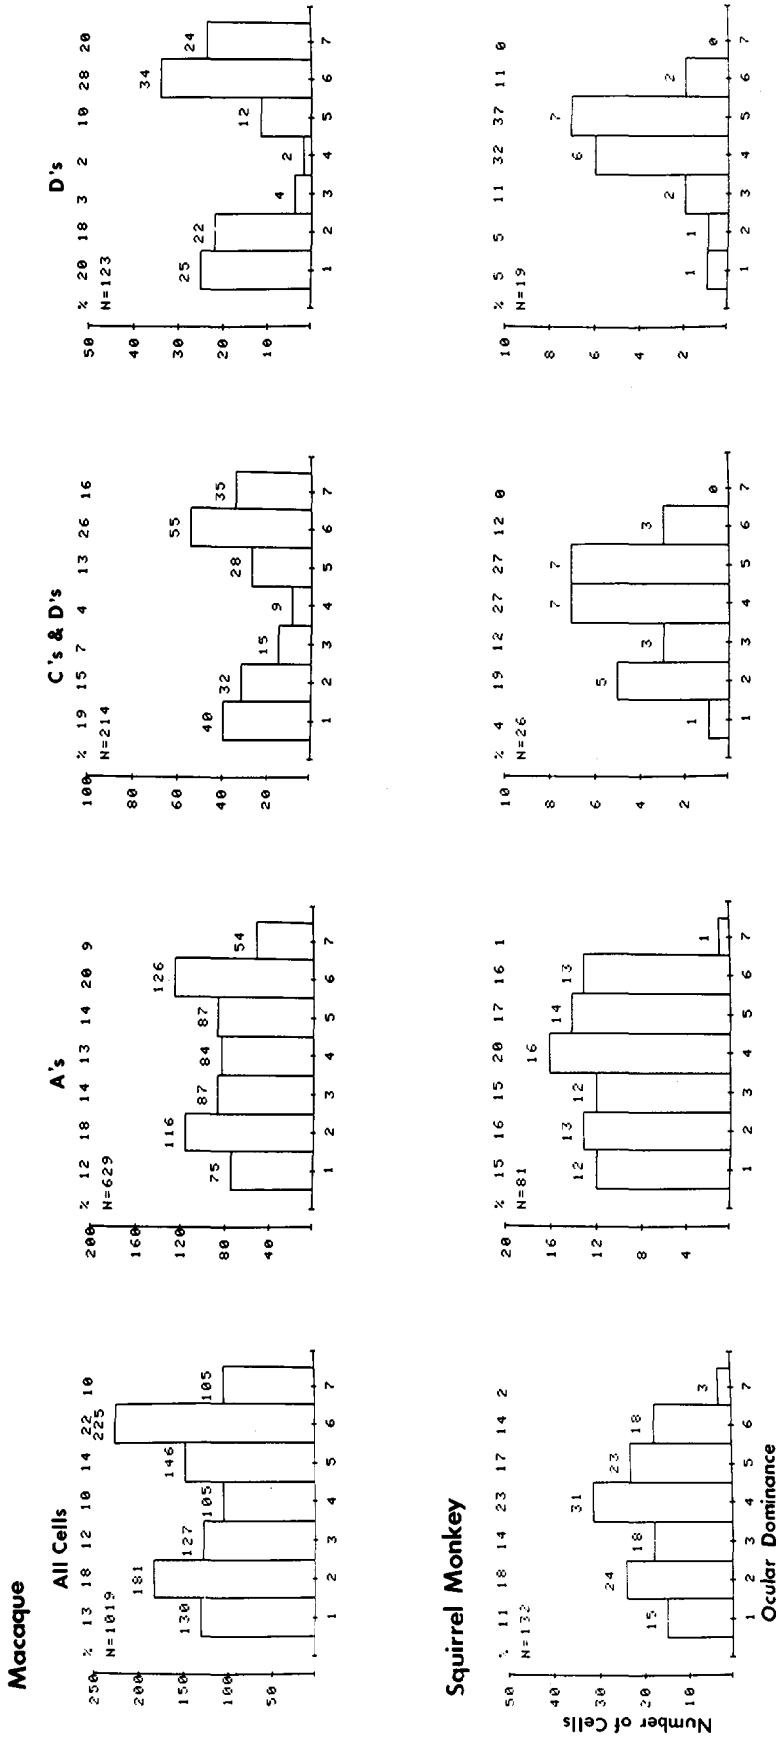 Macaque
All Cells
% 13 18 12 10 14 22 10
N=1019
250
200
150
100
50
130 181 127 105 146 225 105
1 2 3 4 5 6 7
A's
% 12 18 14 13 14 20 9
N=629
200
160
120
80
40
75 116 87 84 87 126 54
1 2 3 4 5 6 7
C's & D's
% 19 15 7 4 13 26 16
N=214
100
80
60
40
20
40 32 15 9 28 55 35
1 2 3 4 5 6 7
D's
% 20 18 3 2 10 28 20
N=123
50
40
30
20
10
25 22 4 2 12 34 24
1 2 3 4 5 6 7
Squirrel Monkey
% 11 18 14 23 17 14 2
N=132
50
40
30
20
10
Number of Cells
15 24 18 31 23 18 3
1 2 3 4 5 6 7
Ocular Dominance
% 15 16 15 20 17 16 1
N=81
20
16
12
8
4
12 13 12 16 14 13 1
1 2 3 4 5 6 7
% 4 19 12 27 27 12 0
N=26
10
8
6
4
2
1 5 3 7 7 3 0
1 2 3 4 5 6 7
% 5 5 11 32 37 11 0
N=19
10
8
6
4
2
1 1 2 6 7 2 0
1 2 3 4 5 6 7